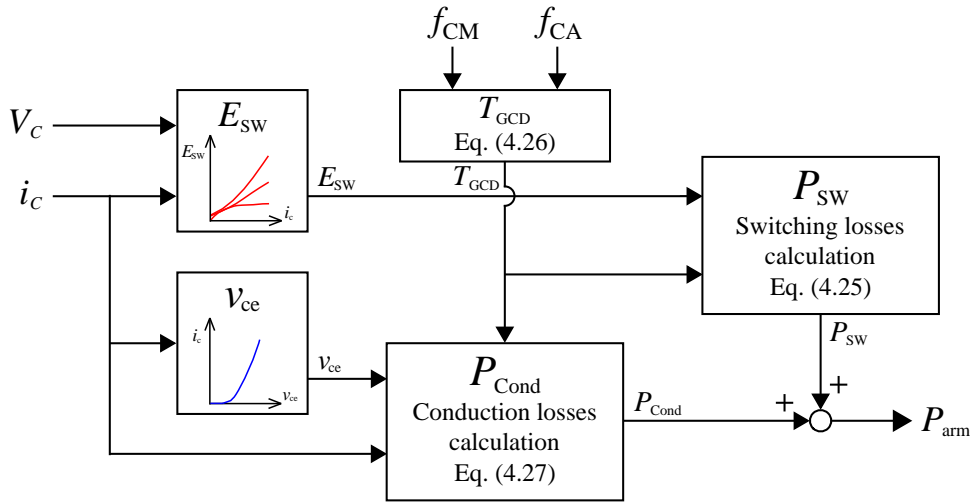 f_CM
f_CA
V_C
i_C
E_SW
E_SW
i_c
E_SW
T_GCD
Eq. (4.26)
T_GCD
P_SW
Switching losses
calculation
Eq. (4.25)
P_SW
v_ce
i_c
v_ce
v_ce
P_Cond
Conduction losses
calculation
Eq. (4.27)
P_Cond
+
+
P_arm